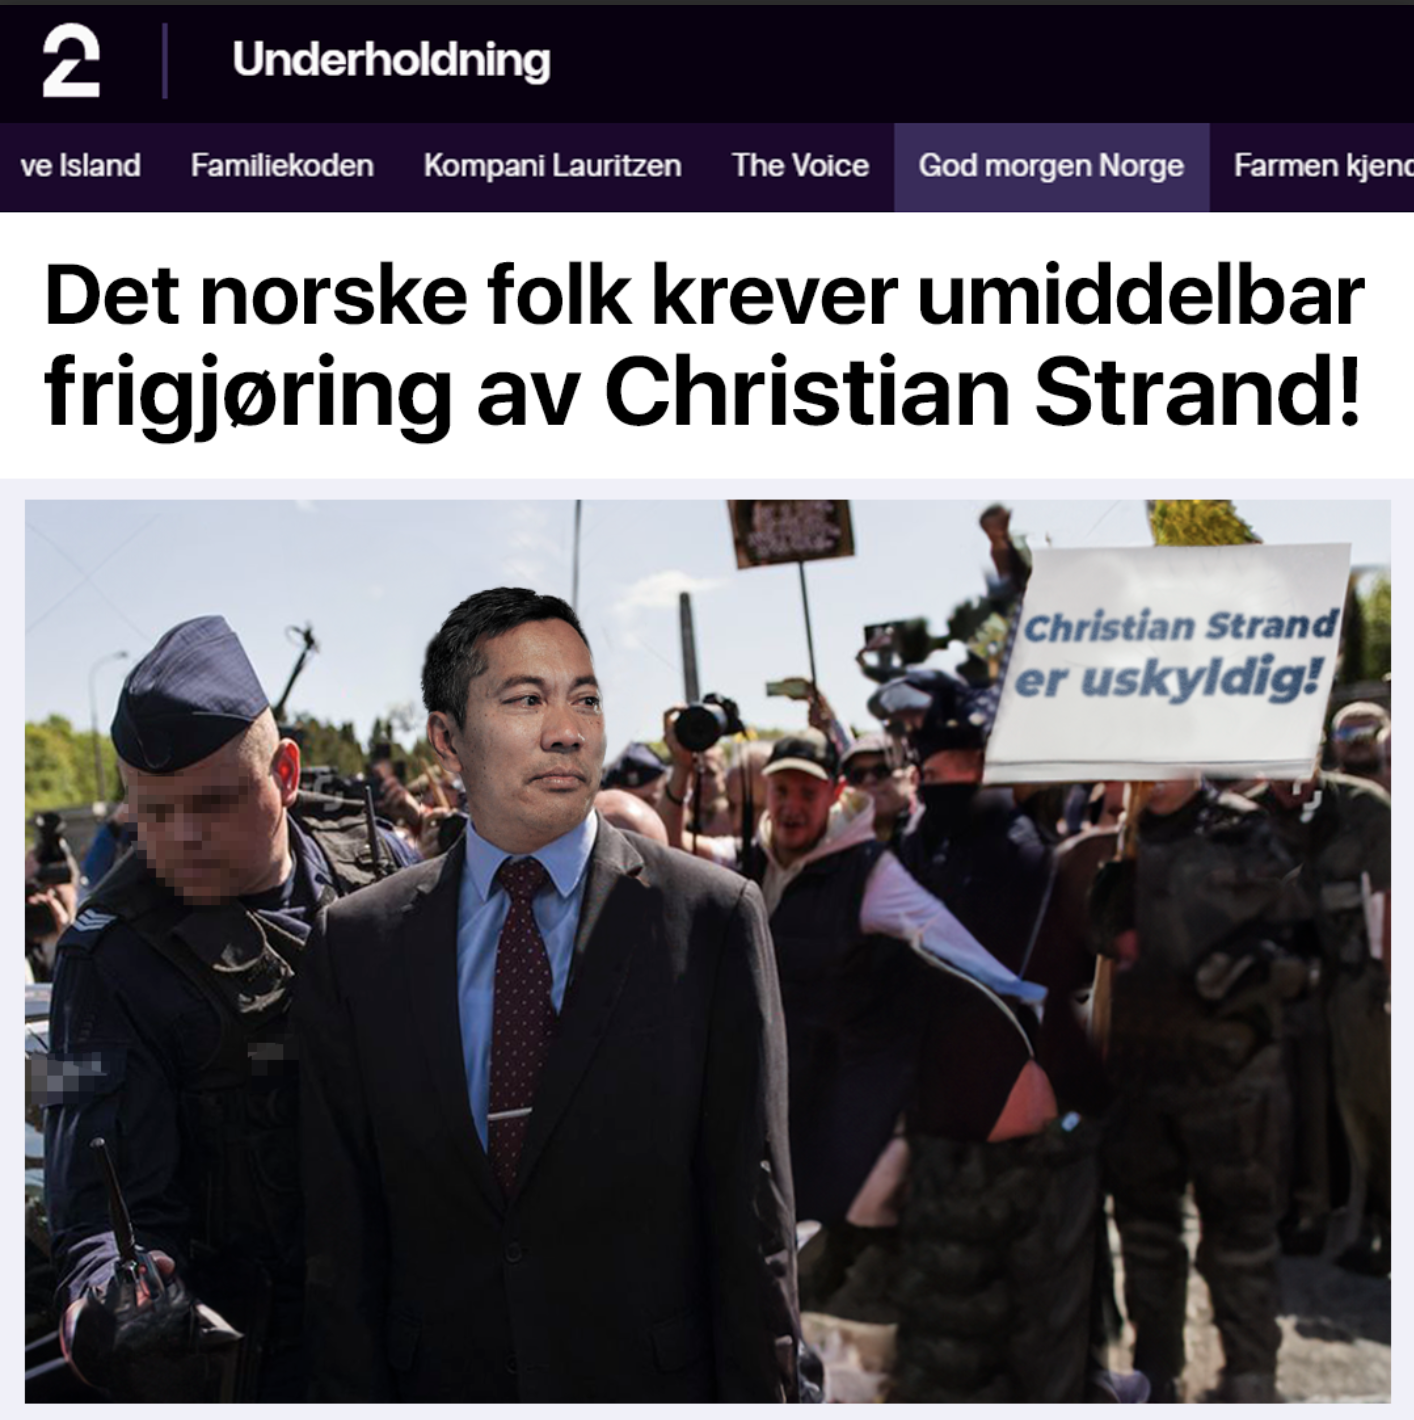 2 | Underholdning
ve Island Familiekoden Kompani Lauritzen The Voice God morgen Norge Farmen kjend
Det norske folk krever umiddelbar
frigjøring av Christian Strand!
Christian Strand
er uskyldig!